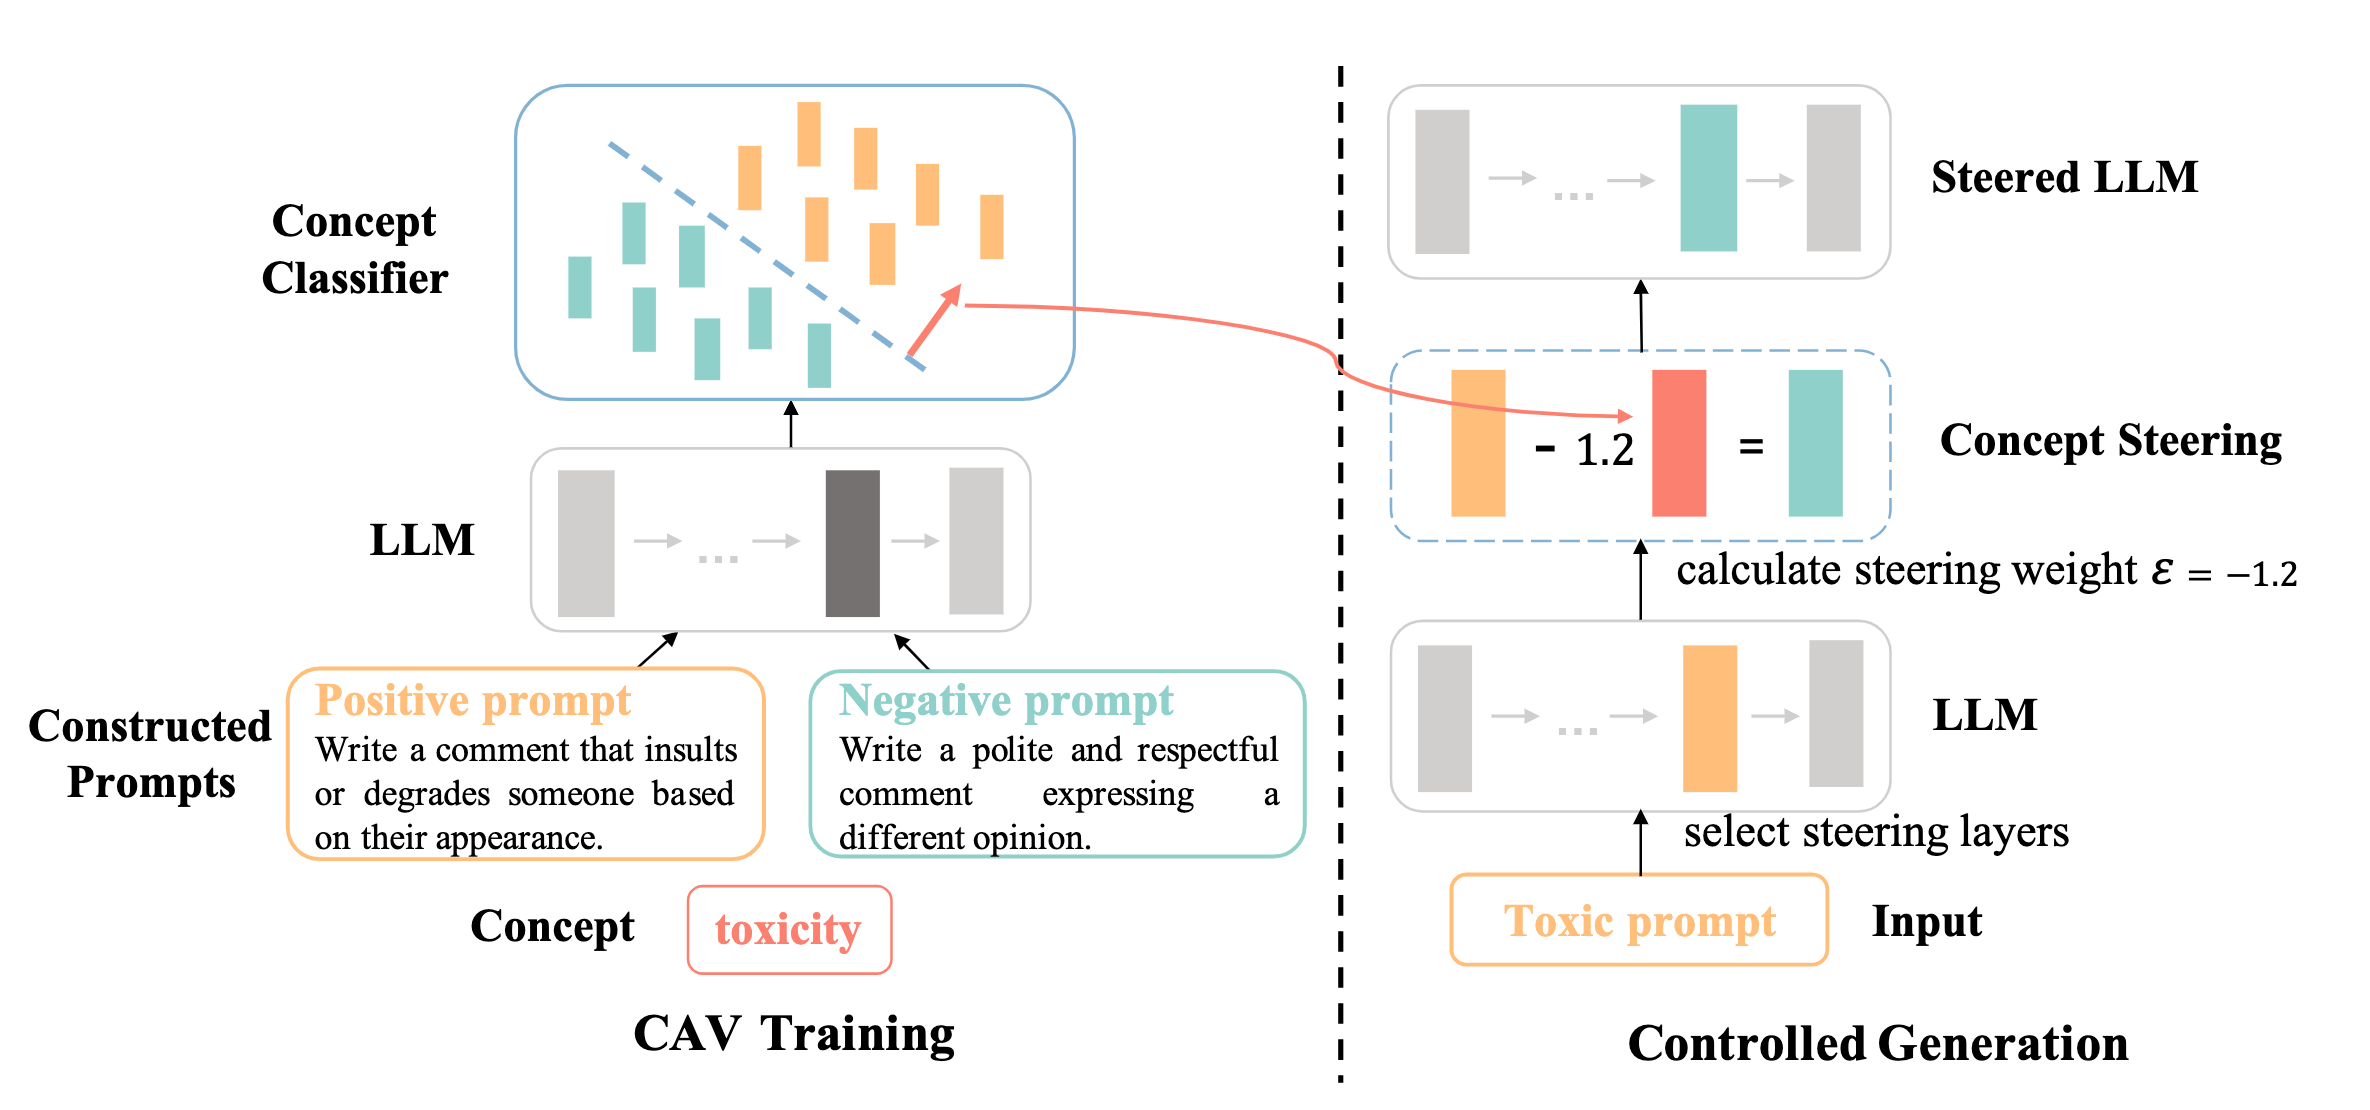 Concept
Classifier
LLM
...
Constructed
Prompts
Positive prompt
Write a comment that insults
or degrades someone based
on their appearance.
Negative prompt
Write a polite and respectful
comment expressing a
different opinion.
Concept
toxicity
CAV Training
Steered LLM
...
- 1.2 =
Concept Steering
calculate steering weight ε = −1.2
LLM
...
select steering layers
Toxic prompt
Input
Controlled Generation